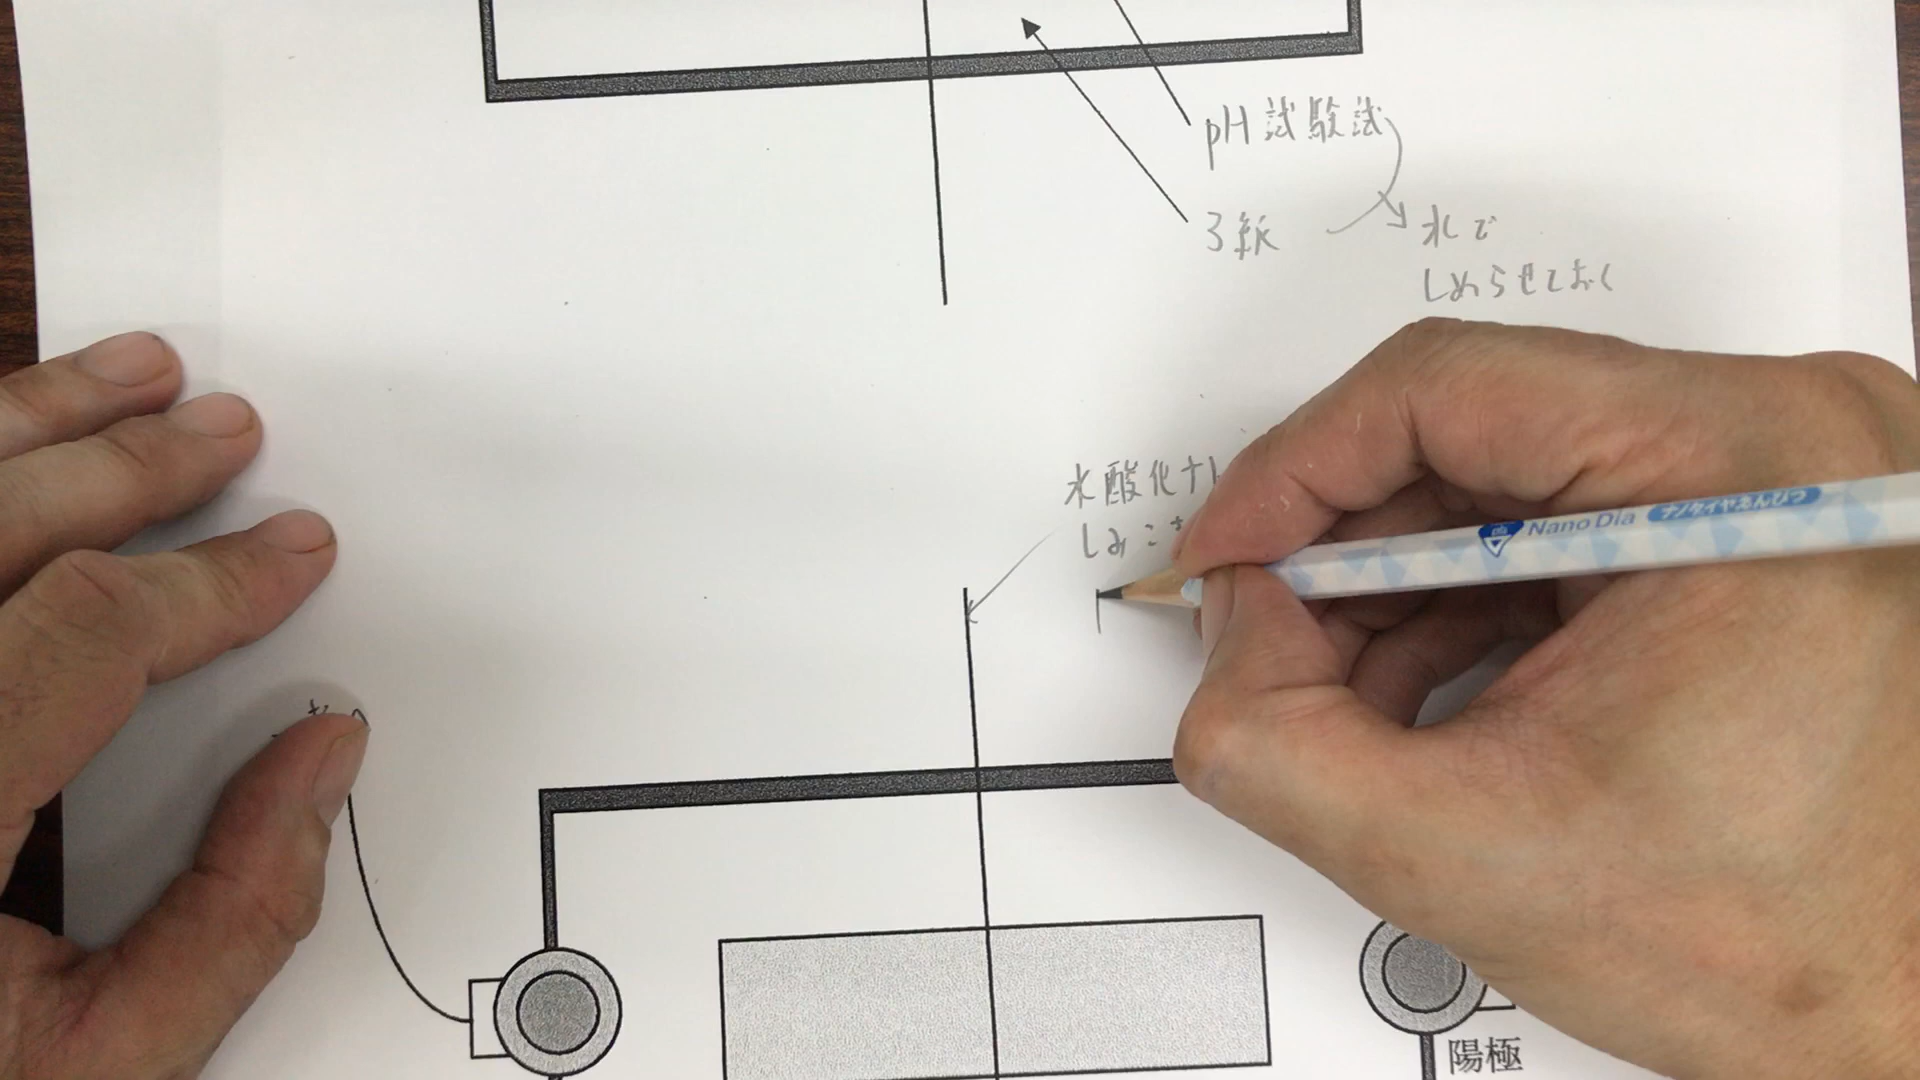 pH試験試
ろ紙
水で
しめらせておく
水酸化ナト
しみこさ
Nano Dia ナノダイヤえんぴつ
陽極